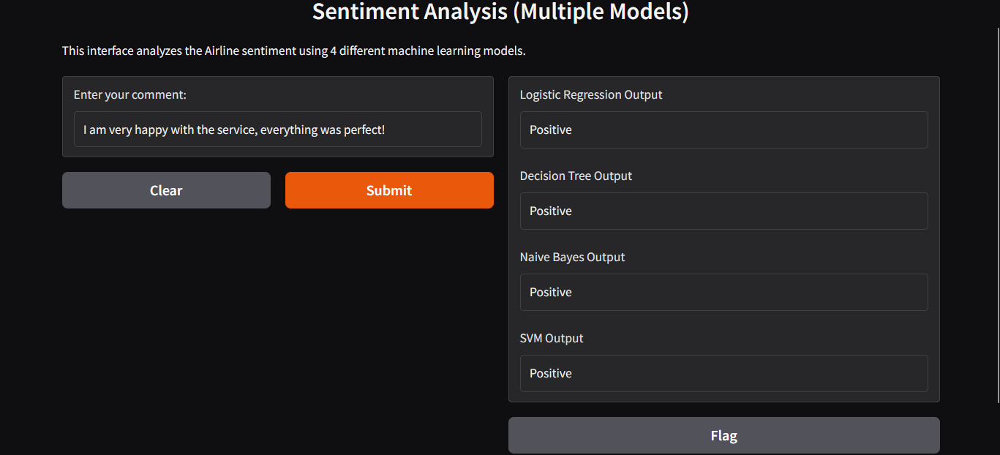 Sentiment Analysis (Multiple Models)
This interface analyzes the Airline sentiment using 4 different machine learning models.
Enter your comment:
I am very happy with the service, everything was perfect!
Clear
Submit
Logistic Regression Output
Positive
Decision Tree Output
Positive
Naive Bayes Output
Positive
SVM Output
Positive
Flag